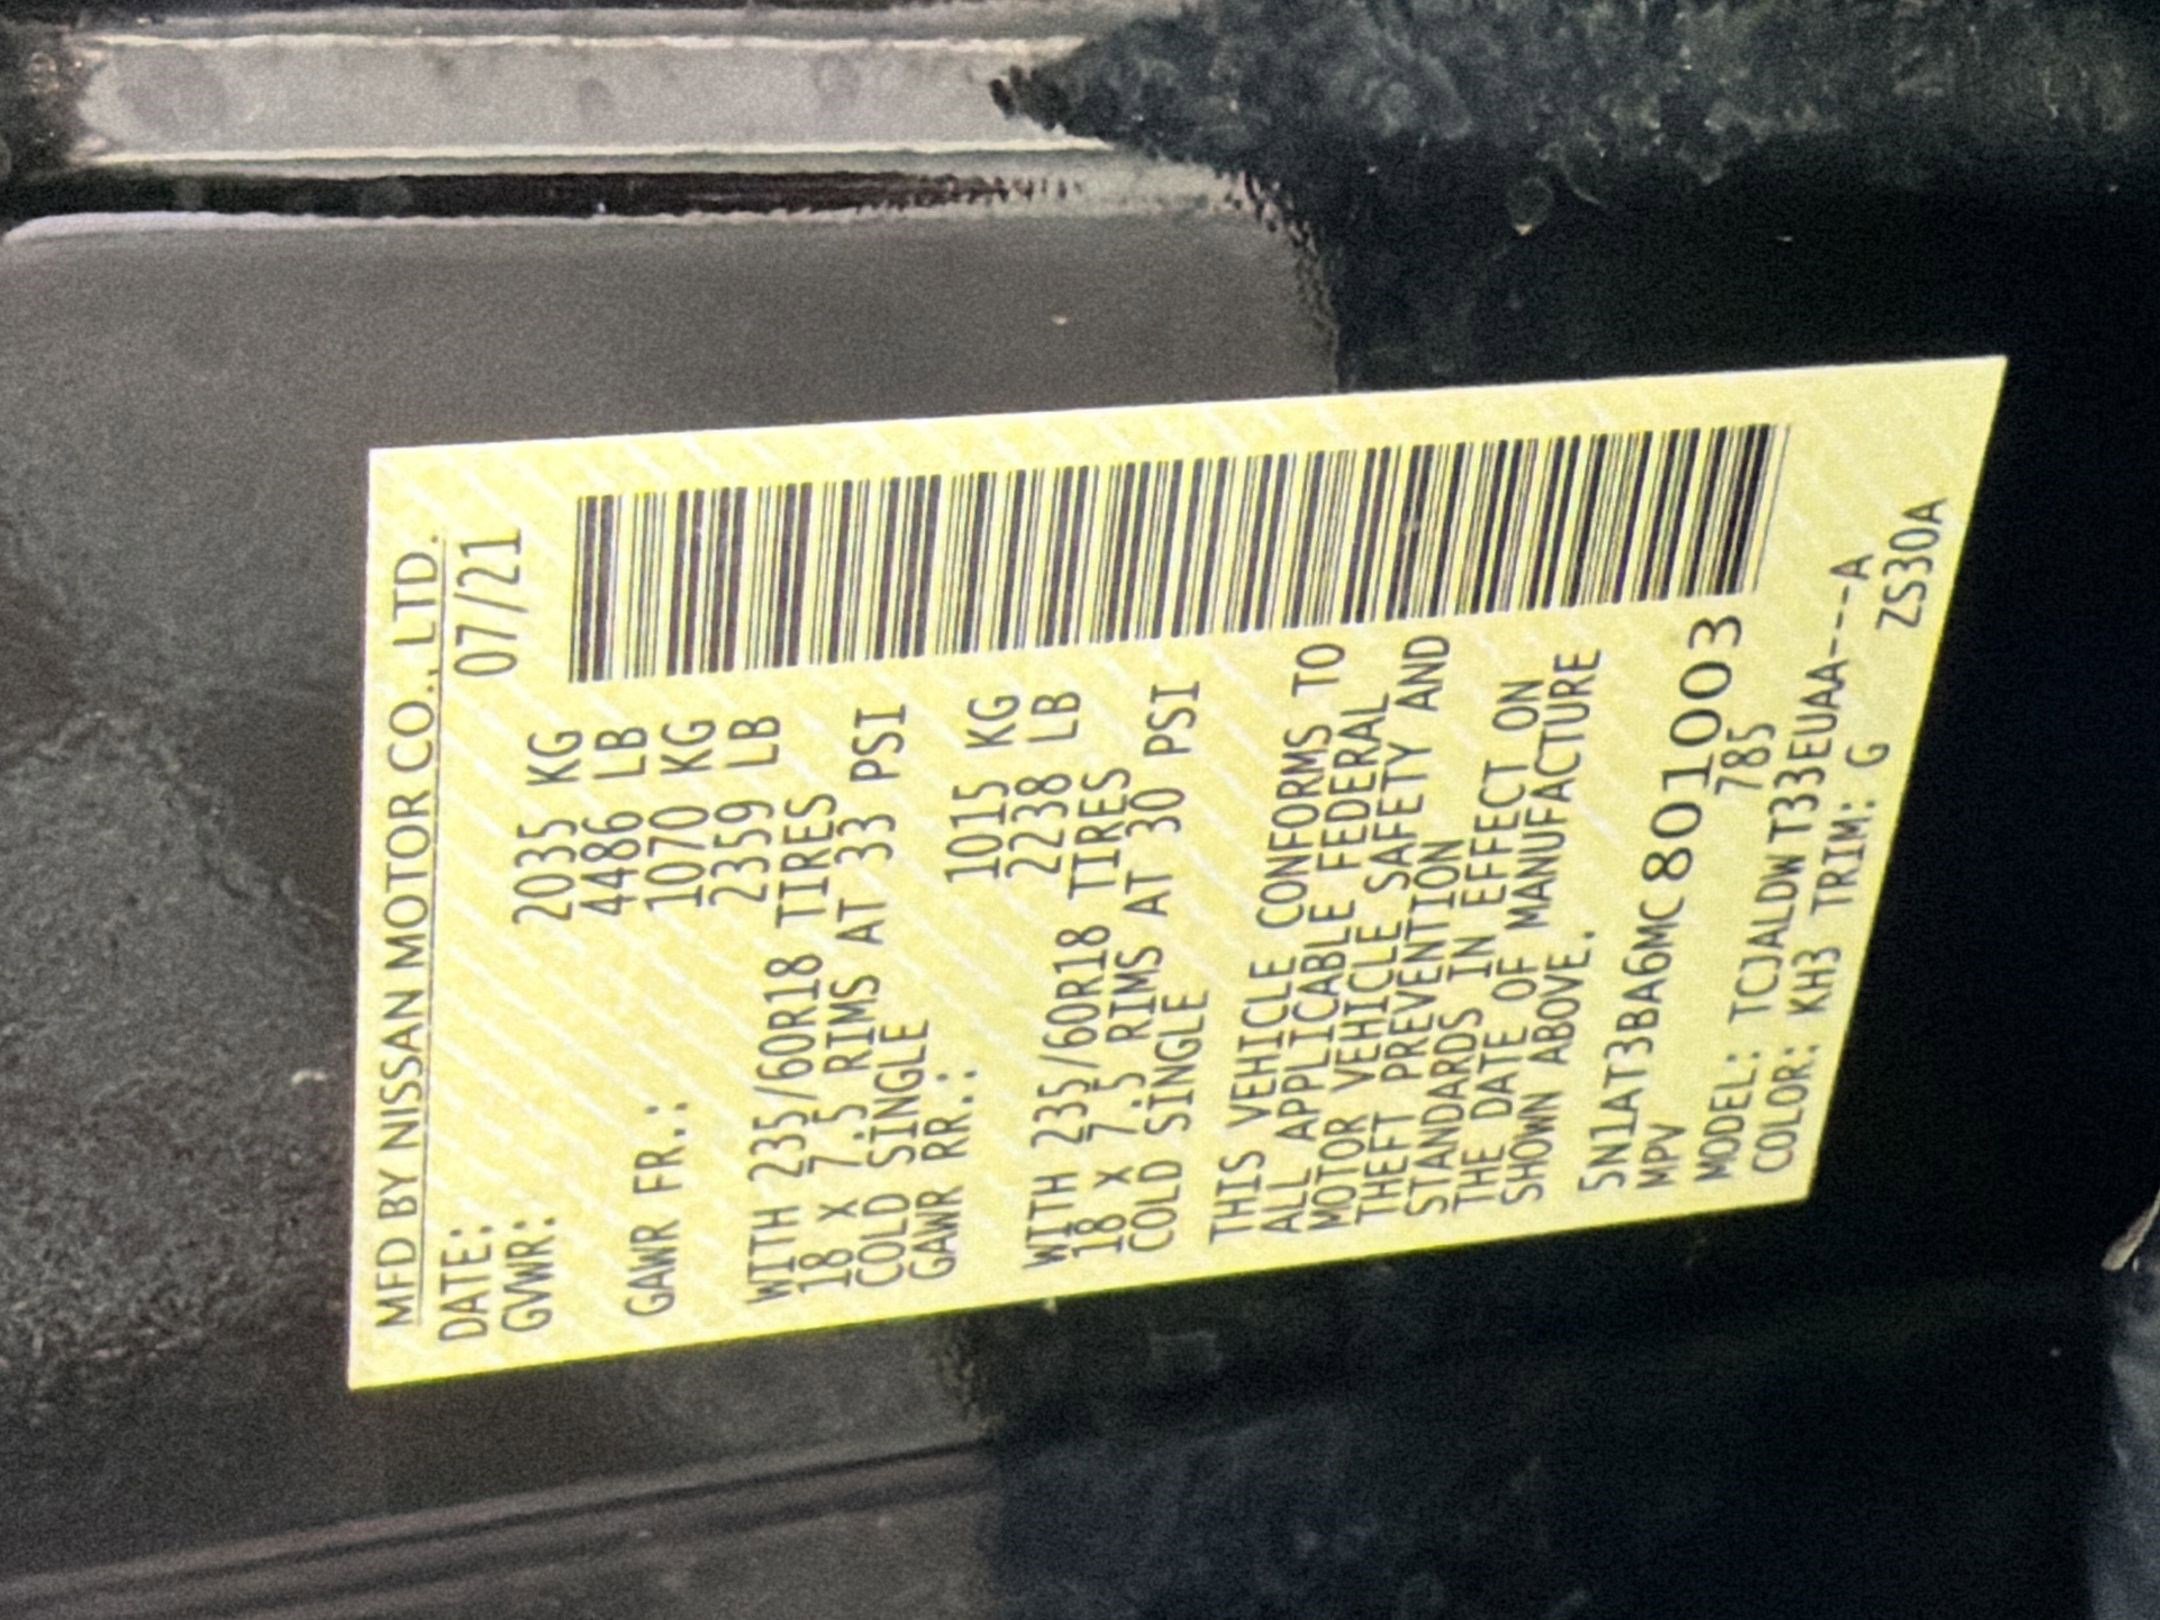 MFD BY NISSAN MOTOR CO., LTD.
DATE: 07/21
GVWR: 2035 KG
4486 LB
GAWR FR.: 1070 KG
2359 LB
WITH 235/60R18 TIRES
18 X 7.5 RIMS AT 33 PSI
COLD SINGLE
GAWR RR.: 1015 KG
2238 LB
WITH 235/60R18 TIRES
18 X 7.5 RIMS AT 30 PSI
COLD SINGLE
THIS VEHICLE CONFORMS TO
ALL APPLICABLE FEDERAL
MOTOR VEHICLE SAFETY AND
THEFT PREVENTION
STANDARDS IN EFFECT ON
THE DATE OF MANUFACTURE
SHOWN ABOVE.
5N1AT3BA6MC801003
MPV 785
MODEL: TCJALDWT33EUAA----A
COLOR: KH3 TRIM: G ZS30A